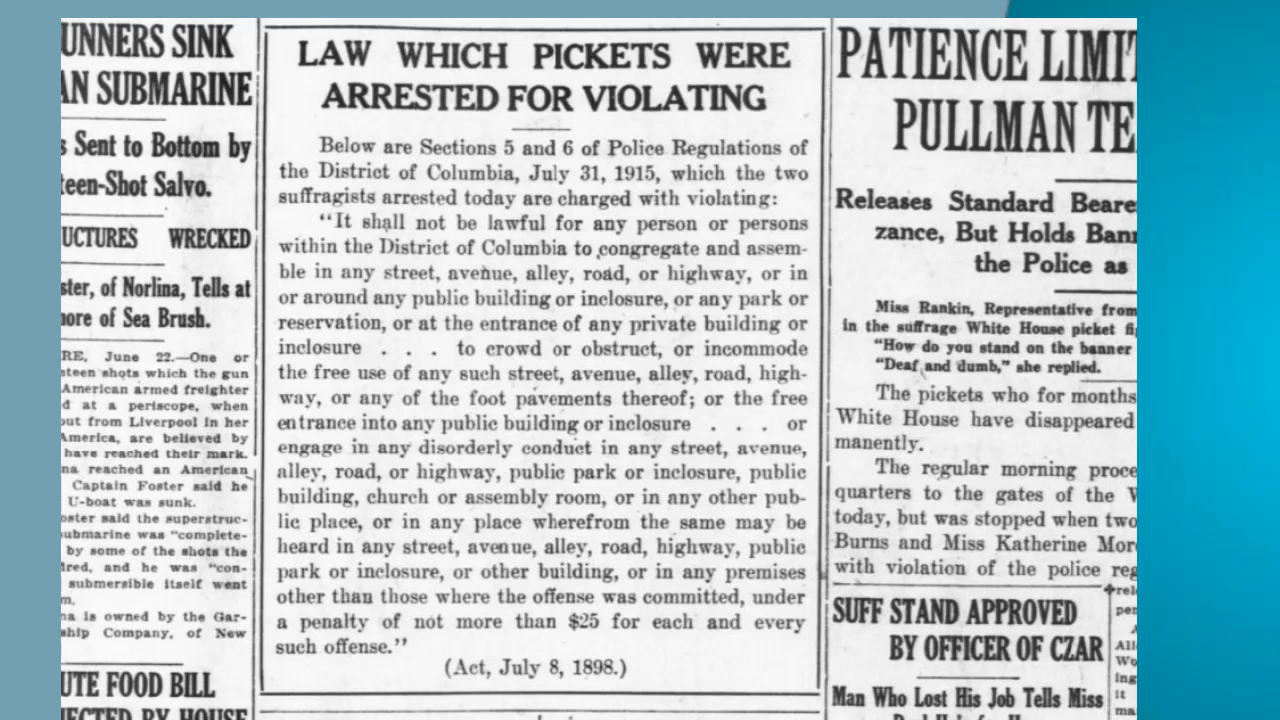 UNNERS SINK
AN SUBMARINE
s Sent to Bottom by
teen-Shot Salvo.
UCTURES WRECKED
ster, of Norlina, Tells at
more of Sea Brush.
RE, June 22.—One or
steen shots which the gun
American armed freighter
d at a periscope, when
out from Liverpool in her
America, are believed by
have reached their mark.
na reached an American
Captain Foster said he
U-boat was sunk.
oster said the superstruc-
submarine was "complete-
by some of the shots the
ired, and he was "con-
submersible itself went
m.
na is owned by the Gar-
ship Company, of New
UTE FOOD BILL
JECTED BY HOUSE
LAW WHICH PICKETS WERE
ARRESTED FOR VIOLATING
Below are Sections 5 and 6 of Police Regulations of
the District of Columbia, July 31, 1915, which the two
suffragists arrested today are charged with violating:
"It shall not be lawful for any person or persons
within the District of Columbia to congregate and assem-
ble in any street, avenue, alley, road, or highway, or in
or around any public building or inclosure, or any park or
reservation, or at the entrance of any private building or
inclosure . . . to crowd or obstruct, or incommode
the free use of any such street, avenue, alley, road, high-
way, or any of the foot pavements thereof; or the free
entrance into any public building or inclosure . . . or
engage in any disorderly conduct in any street, avenue,
alley, road, or highway, public park or inclosure, public
building, church or assembly room, or in any other pub-
lic place, or in any place wherefrom the same may be
heard in any street, avenue, alley, road, highway, public
park or inclosure, or other building, or in any premises
other than those where the offense was committed, under
a penalty of not more than $25 for each and every
such offense."
(Act, July 8, 1898.)
PATIENCE LIMIT
PULLMAN TE
Releases Standard Beare
zance, But Holds Ban
the Police as
Miss Rankin, Representative from
in the suffrage White House picket fi
"How do you stand on the banner
"Deaf and dumb," she replied.
The pickets who for months
White House have disappeared
manently.
The regular morning proce
quarters to the gates of the
today, but was stopped when two
Burns and Miss Katherine Mor
with violation of the police reg
SUFF STAND APPROVED
BY OFFICER OF CZAR
Man Who Lost His Job Tells Miss
rel
per
All
Wo
ing
it
ma